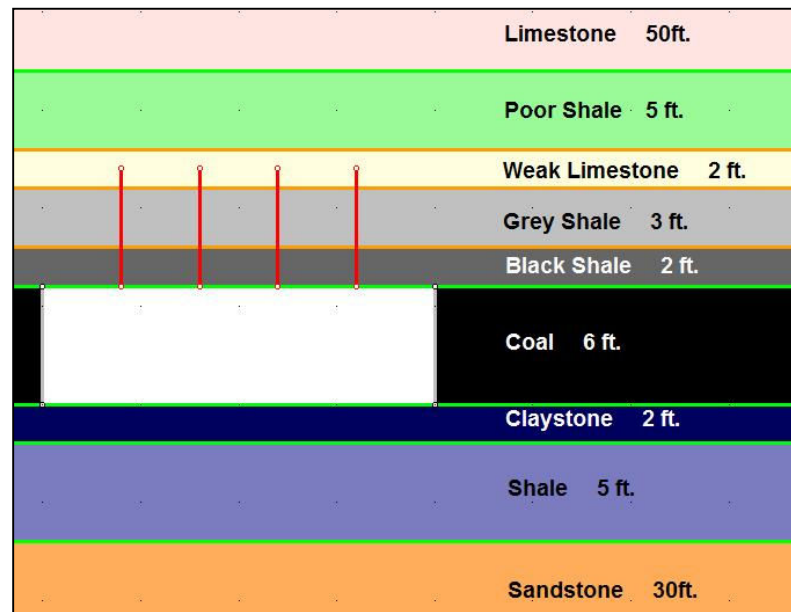 Limestone 50ft.
Poor Shale 5 ft.
Weak Limestone 2 ft.
Grey Shale 3 ft.
Black Shale 2 ft.
Coal 6 ft.
Claystone 2 ft.
Shale 5 ft.
Sandstone 30ft.